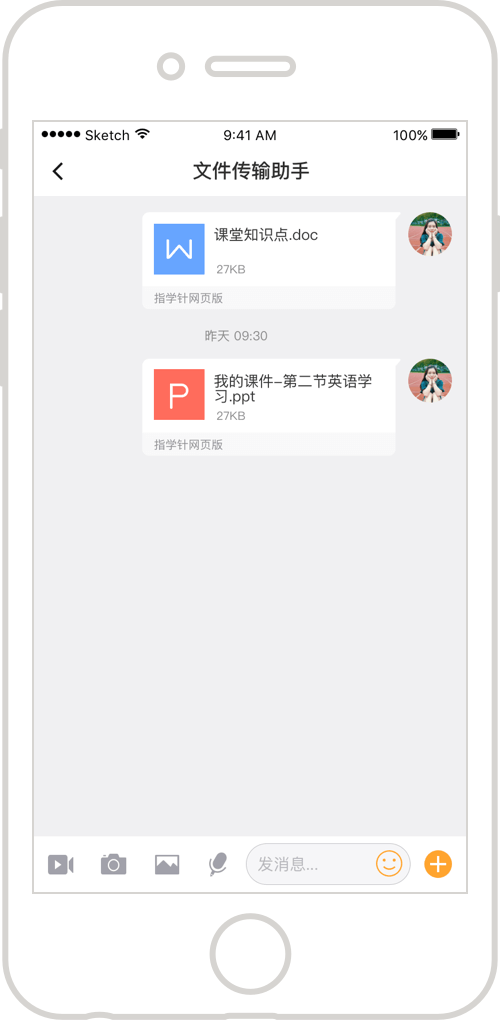 Sketch 9:41 AM 100%
文件传输助手
W 课堂知识点.doc
27KB
指学针网页版
昨天 09:30
P 我的课件-第二节英语学
习.ppt
27KB
指学针网页版
发消息...